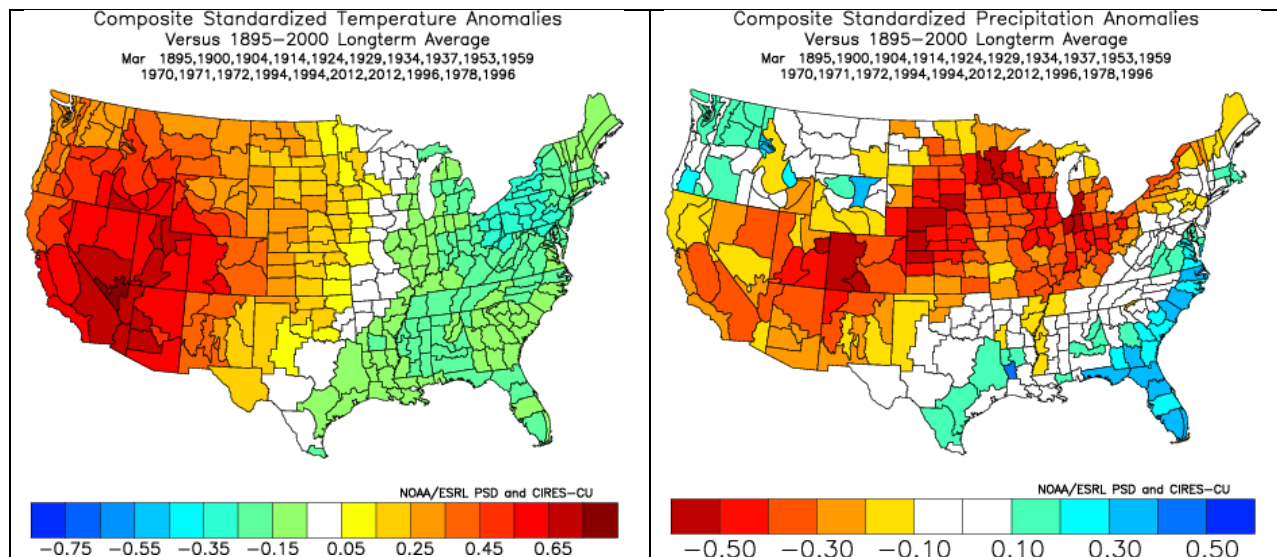 Composite Standardized Temperature Anomalies
Versus 1895–2000 Longterm Average
Mar 1895,1900,1904,1914,1924,1929,1934,1937,1953,1959
1970,1971,1972,1994,1994,2012,2012,1996,1978,1996
NOAA/ESRL PSD and CIRES–CU
−0.75 −0.55 −0.35 −0.15 0.05 0.25 0.45 0.65
Composite Standardized Precipitation Anomalies
Versus 1895–2000 Longterm Average
Mar 1895,1900,1904,1914,1924,1929,1934,1937,1953,1959
1970,1971,1972,1994,1994,2012,2012,1996,1978,1996
NOAA/ESRL PSD and CIRES–CU
−0.50 −0.30 −0.10 0.10 0.30 0.50